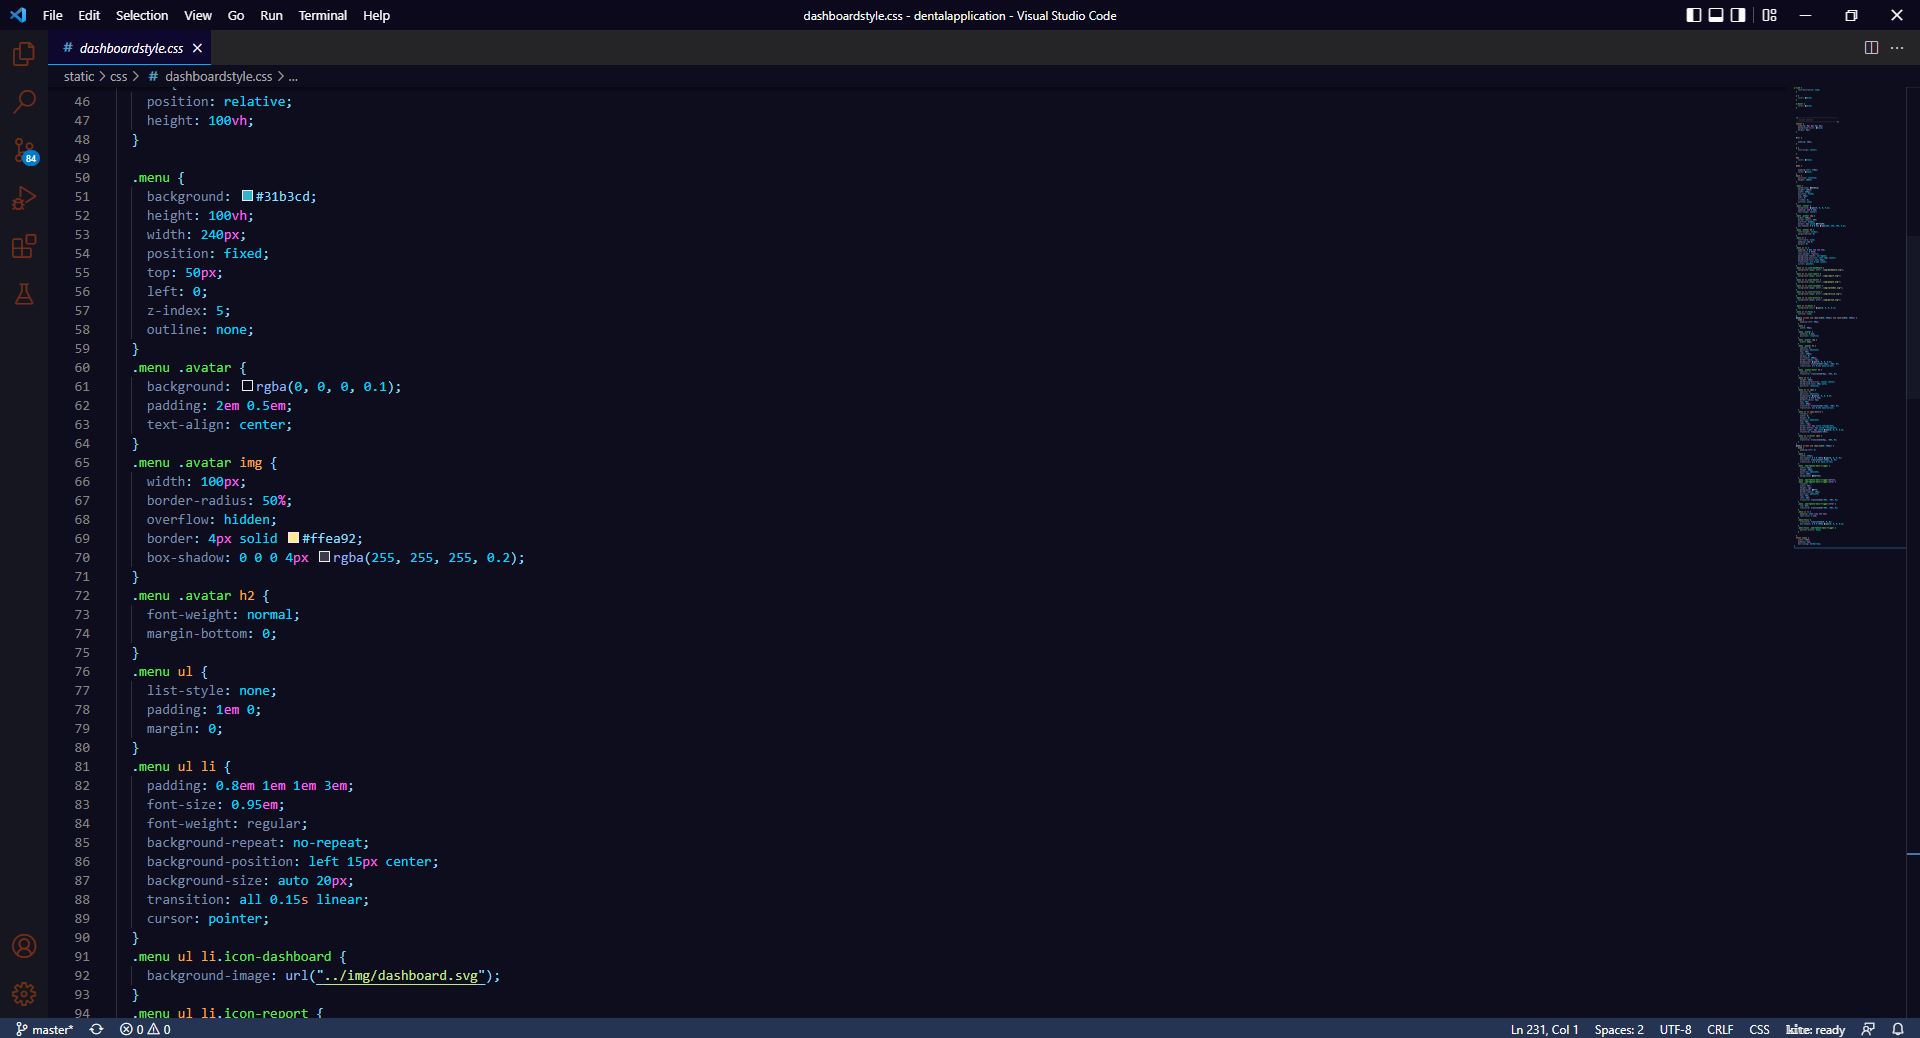 File Edit Selection View Go Run Terminal Help
dashboardstyle.css - dentalapplication - Visual Studio Code
# dashboardstyle.css
static > css > # dashboardstyle.css > ...
84
46 position: relative;
47 height: 100vh;
48 }
49
50 .menu {
51 background: #31b3cd;
52 height: 100vh;
53 width: 240px;
54 position: fixed;
55 top: 50px;
56 left: 0;
57 z-index: 5;
58 outline: none;
59 }
60 .menu .avatar {
61 background: rgba(0, 0, 0, 0.1);
62 padding: 2em 0.5em;
63 text-align: center;
64 }
65 .menu .avatar img {
66 width: 100px;
67 border-radius: 50%;
68 overflow: hidden;
69 border: 4px solid #ffea92;
70 box-shadow: 0 0 0 4px rgba(255, 255, 255, 0.2);
71 }
72 .menu .avatar h2 {
73 font-weight: normal;
74 margin-bottom: 0;
75 }
76 .menu ul {
77 list-style: none;
78 padding: 1em 0;
79 margin: 0;
80 }
81 .menu ul li {
82 padding: 0.8em 1em 1em 3em;
83 font-size: 0.95em;
84 font-weight: regular;
85 background-repeat: no-repeat;
86 background-position: left 15px center;
87 background-size: auto 20px;
88 transition: all 0.15s linear;
89 cursor: pointer;
90 }
91 .menu ul li.icon-dashboard {
92 background-image: url("../img/dashboard.svg");
93 }
94 .menu ul li.icon-report {
master* 0 0 Ln 231, Col 1 Spaces: 2 UTF-8 CRLF CSS kite: ready